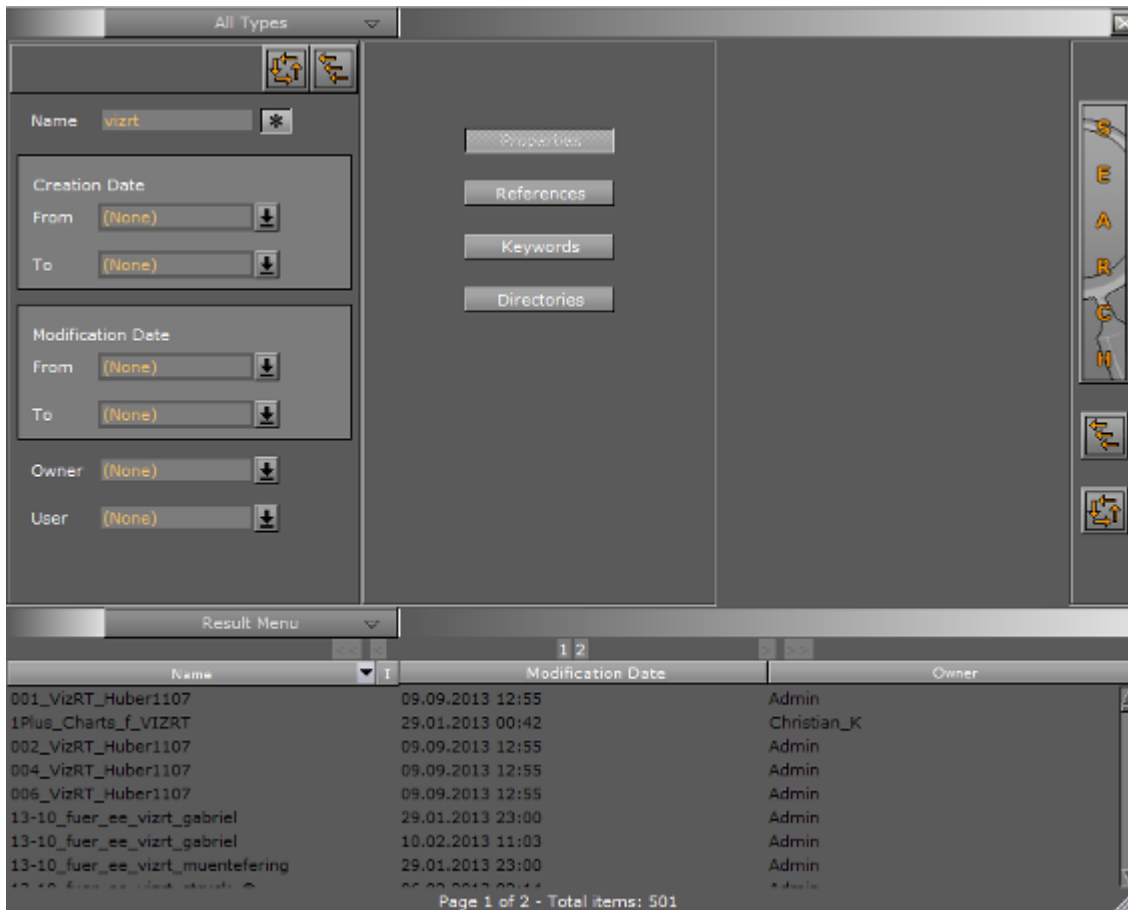 All Types
Name vizrt *
Properties
Creation Date
From (None)
References
To (None)
Keywords
Directories
Modification Date
From (None)
To (None)
Owner (None)
User (None)
S
E
A
R
C
H
Result Menu
<< < 1 2 > >>
Name I Modification Date Owner
001_VizRT_Huber1107 09.09.2013 12:55 Admin
1Plus_Charts_f_VIZRT 29.01.2013 00:42 Christian_K
002_VizRT_Huber1107 09.09.2013 12:55 Admin
004_VizRT_Huber1107 09.09.2013 12:55 Admin
006_VizRT_Huber1107 09.09.2013 12:55 Admin
13-10_fuer_ee_vizrt_gabriel 29.01.2013 23:00 Admin
13-10_fuer_ee_vizrt_gabriel 10.02.2013 11:03 Admin
13-10_fuer_ee_vizrt_muentefering 29.01.2013 23:00 Admin
Page 1 of 2 - Total items: 501